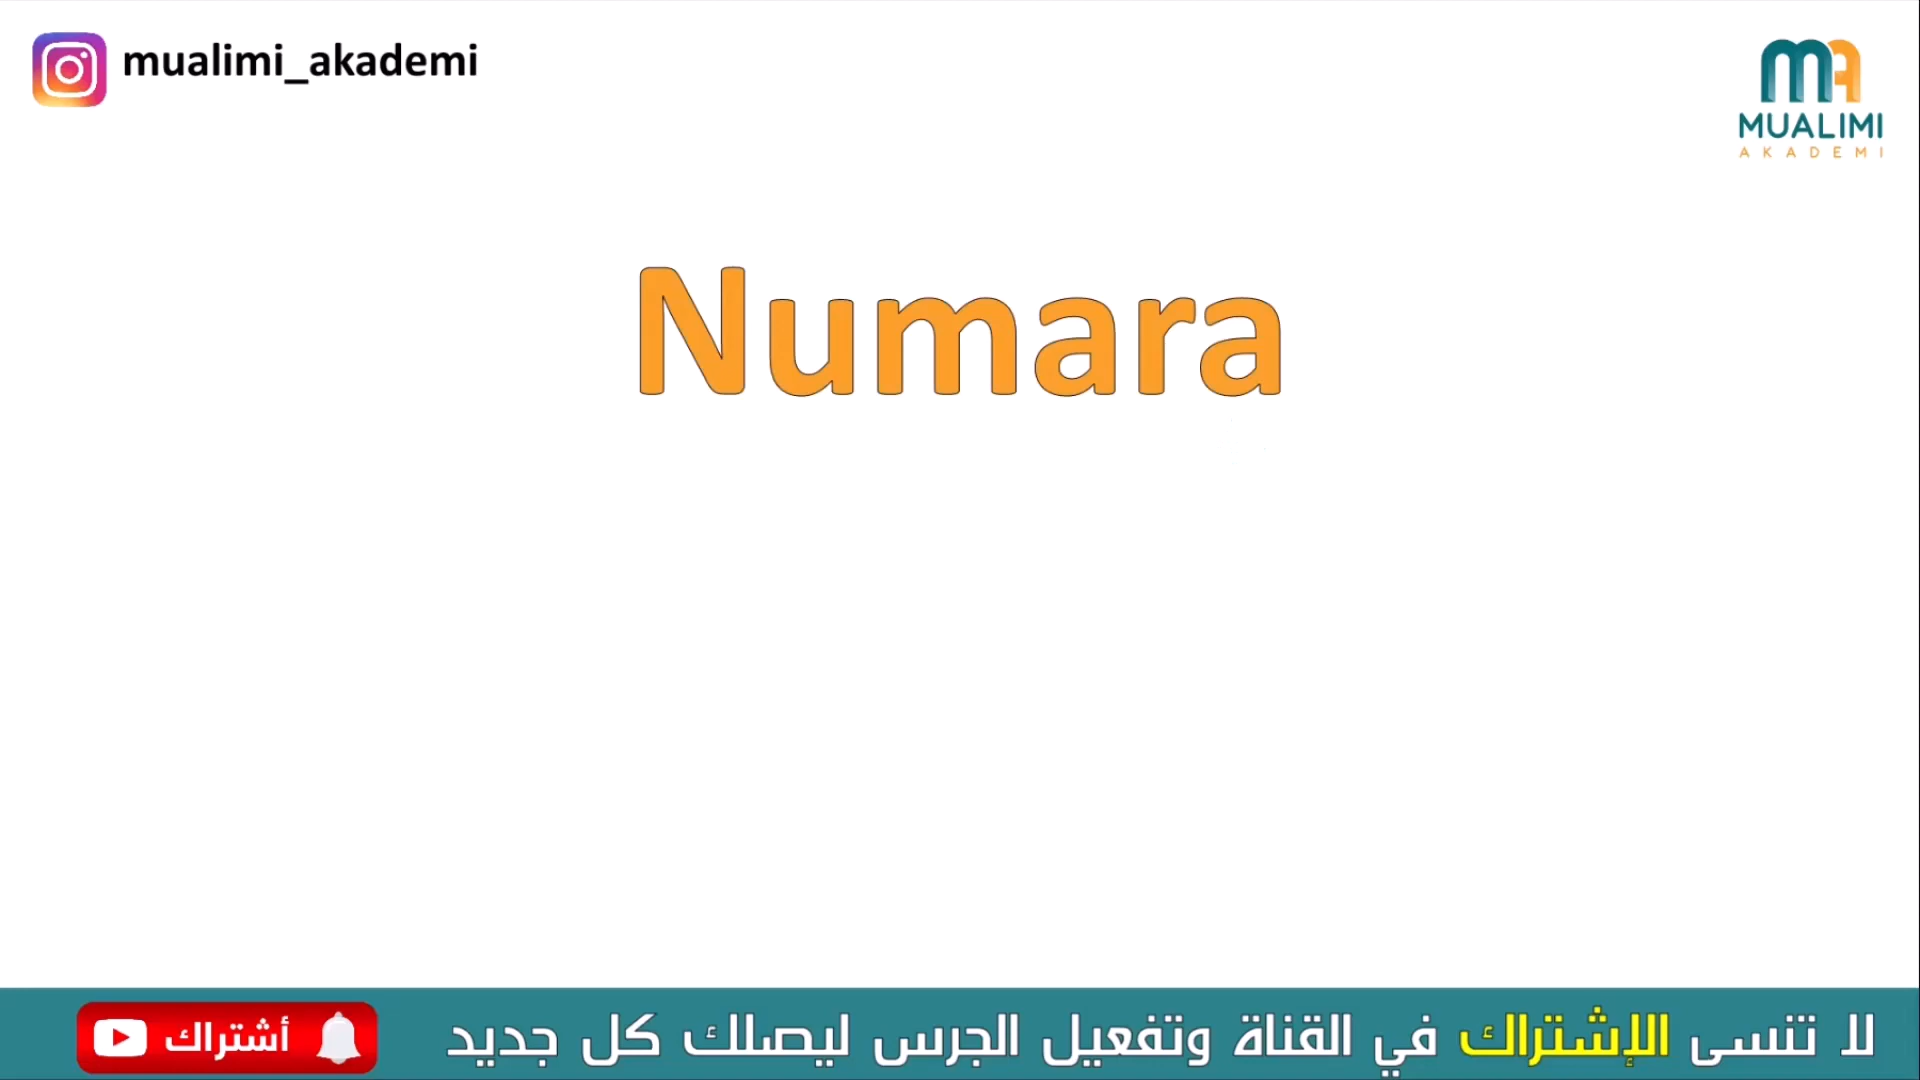 mualimi_akademi
MUALIMI
AKADEMI
Numara
أشتراك
لا تنسى الإشتراك في القناة وتفعيل الجرس ليصلك كل جديد